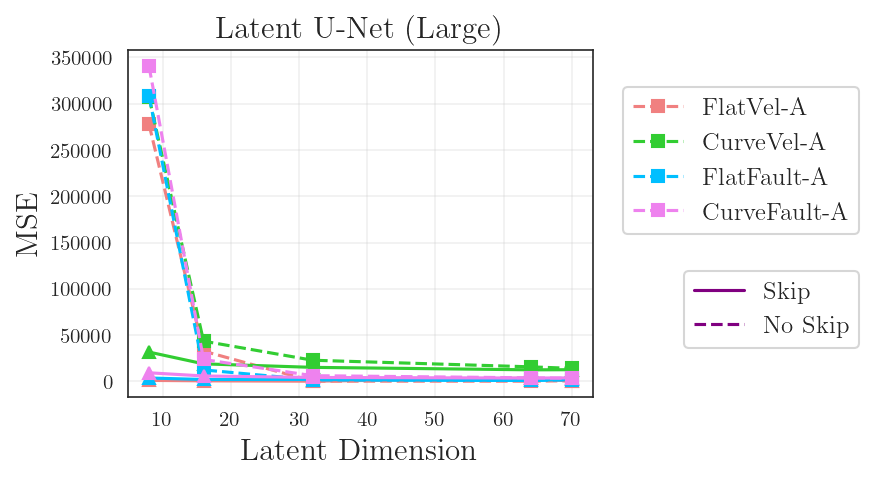 Latent U-Net (Large)
350000
300000
250000
200000
150000
100000
50000
0
MSE
10 20 30 40 50 60 70
Latent Dimension
FlatVel-A
CurveVel-A
FlatFault-A
CurveFault-A
Skip
No Skip